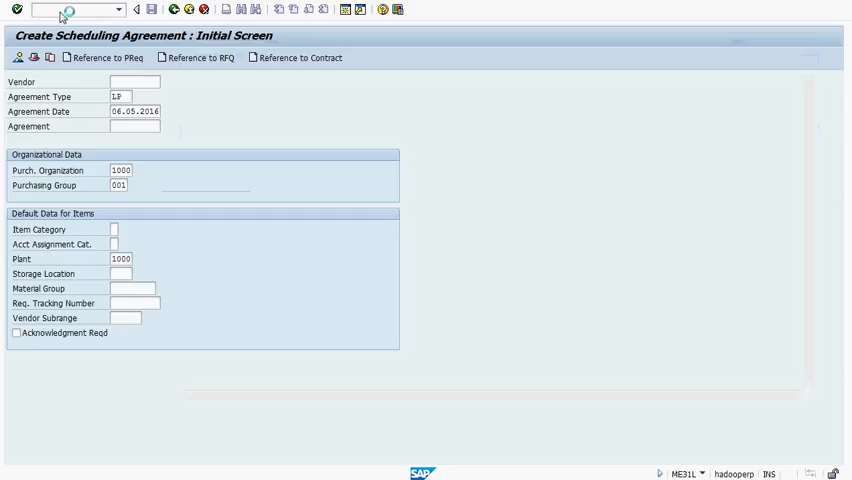 Create Scheduling Agreement : Initial Screen
Reference to PReq Reference to RFQ Reference to Contract
Vendor
Agreement Type LP
Agreement Date 06.05.2016
Agreement
Organizational Data
Purch. Organization 1000
Purchasing Group 001
Default Data for Items
Item Category
Acct Assignment Cat.
Plant 1000
Storage Location
Material Group
Req. Tracking Number
Vendor Subrange
Acknowledgment Reqd
SAP ME31L hadooperp INS